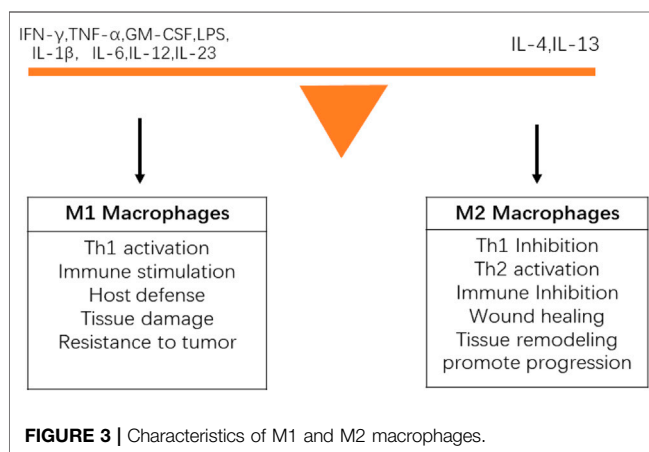 IFN-γ,TNF-α,GM-CSF,LPS,
IL-1β, IL-6,IL-12,IL-23
IL-4,IL-13
M1 Macrophages
Th1 activation
Immune stimulation
Host defense
Tissue damage
Resistance to tumor
M2 Macrophages
Th1 Inhibition
Th2 activation
Immune Inhibition
Wound healing
Tissue remodeling
promote progression
FIGURE 3 | Characteristics of M1 and M2 macrophages.